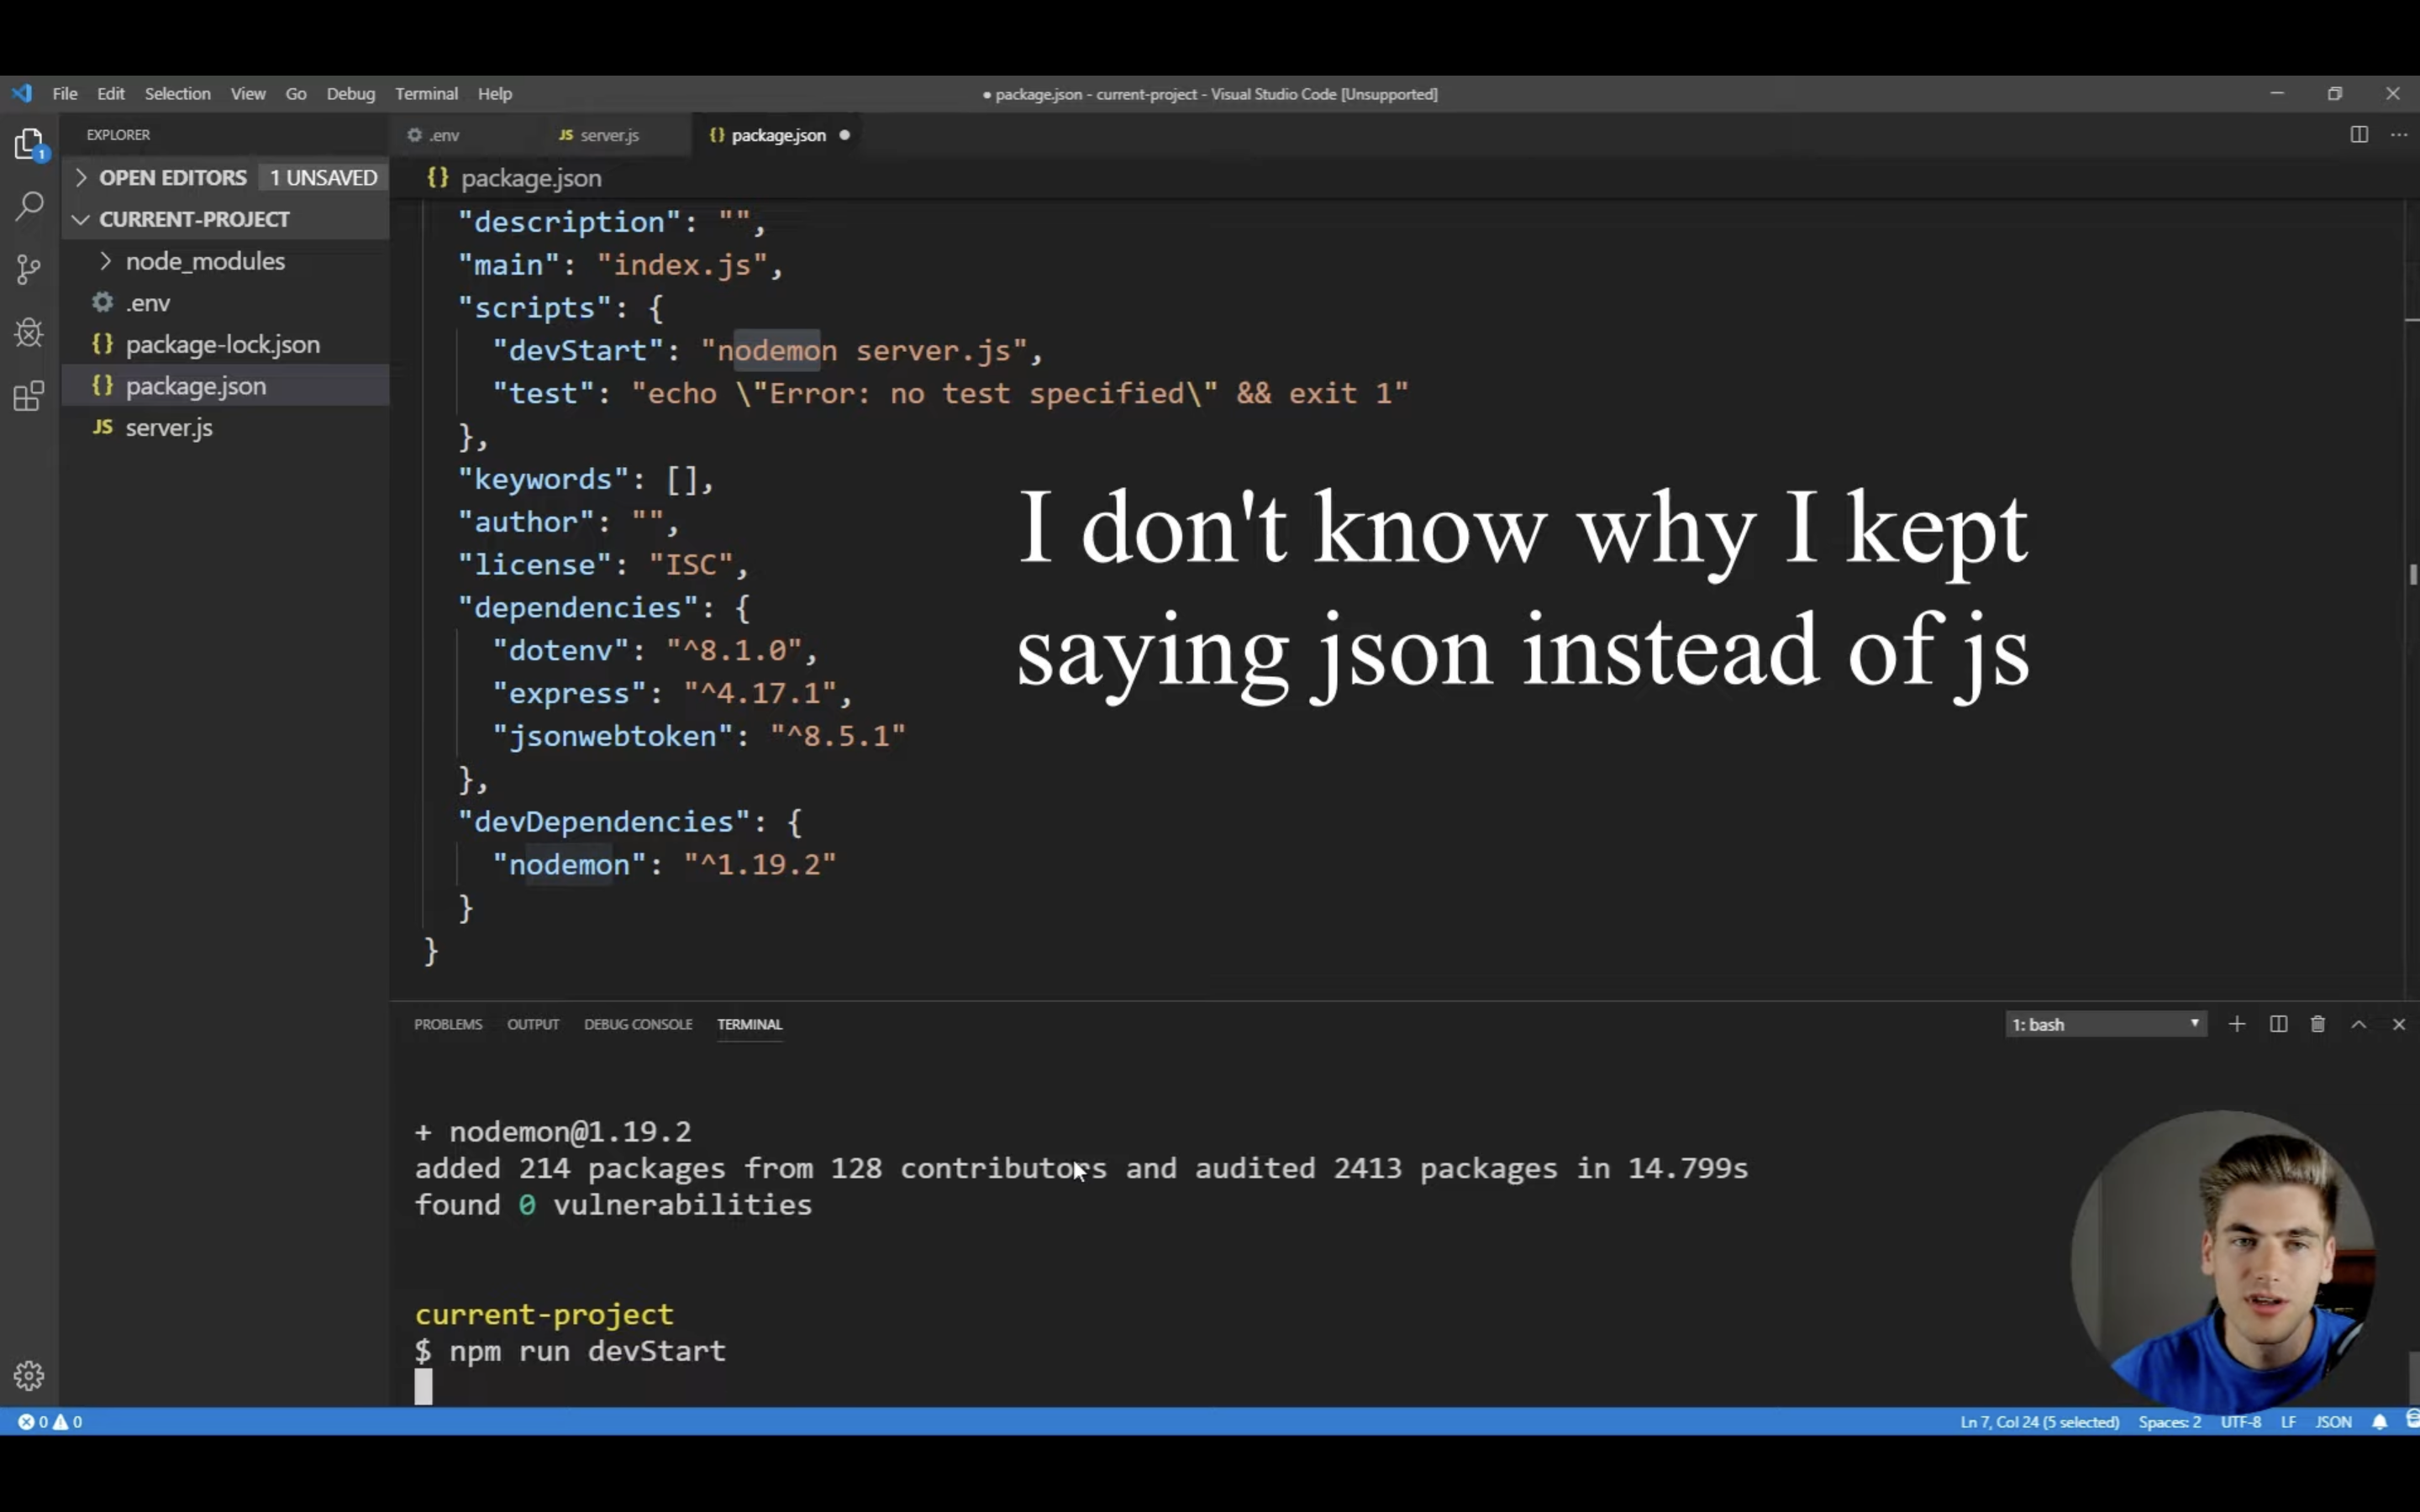 File Edit Selection View Go Debug Terminal Help
● package.json - current-project - Visual Studio Code [Unsupported]
EXPLORER
.env
JS server.js
{} package.json ●
1
OPEN EDITORS 1 UNSAVED
{} package.json
CURRENT-PROJECT
node_modules
.env
{} package-lock.json
{} package.json
JS server.js
"description": "",
"main": "index.js",
"scripts": {
"devStart": "nodemon server.js",
"test": "echo \"Error: no test specified\" && exit 1"
},
"keywords": [],
"author": "",
"license": "ISC",
"dependencies": {
"dotenv": "^8.1.0",
"express": "^4.17.1",
"jsonwebtoken": "^8.5.1"
},
"devDependencies": {
"nodemon": "^1.19.2"
}
}
I don't know why I kept
saying json instead of js
PROBLEMS OUTPUT DEBUG CONSOLE TERMINAL
1: bash
+ nodemon@1.19.2
added 214 packages from 128 contributors and audited 2413 packages in 14.799s
found 0 vulnerabilities
current-project
$ npm run devStart
0 0
Ln 7, Col 24 (5 selected) Spaces: 2 UTF-8 LF JSON